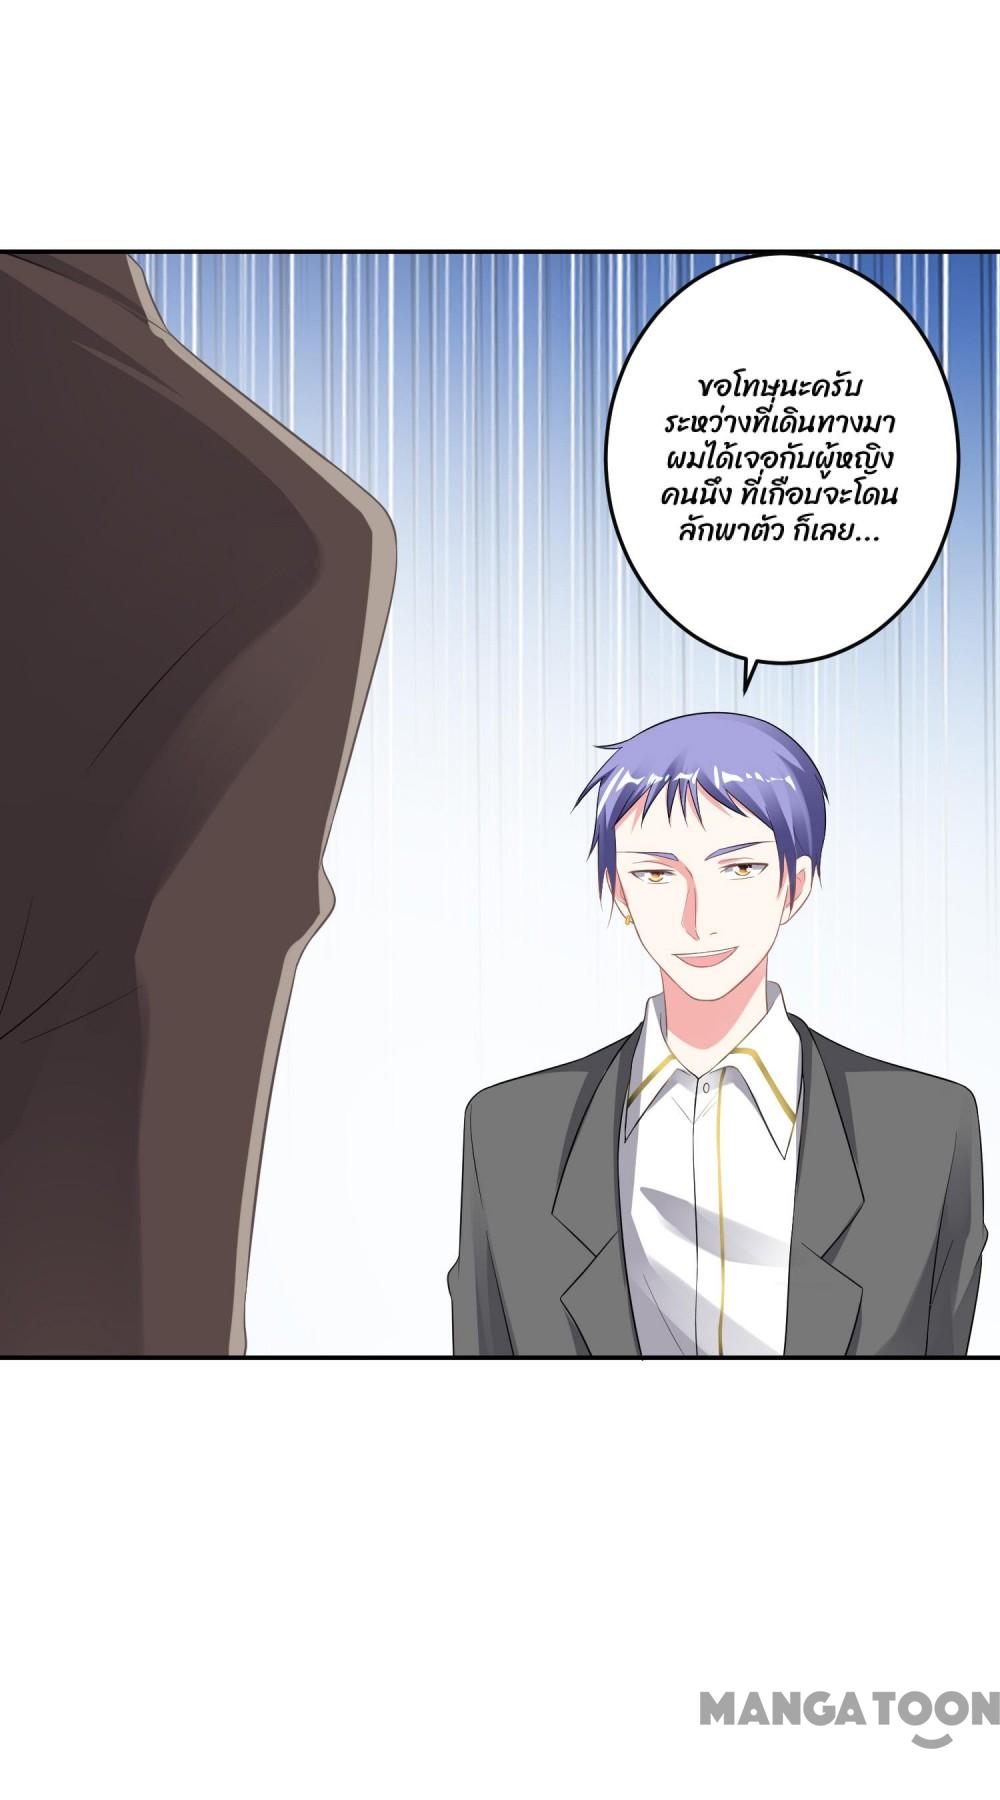 ขอโทษนะครับ
ระหว่างที่เดินทางมา
ผมได้เจอกับผู้หญิง
คนนึง ที่เกือบจะโดน
ลักพาตัว ก็เลย...
MANGATOON